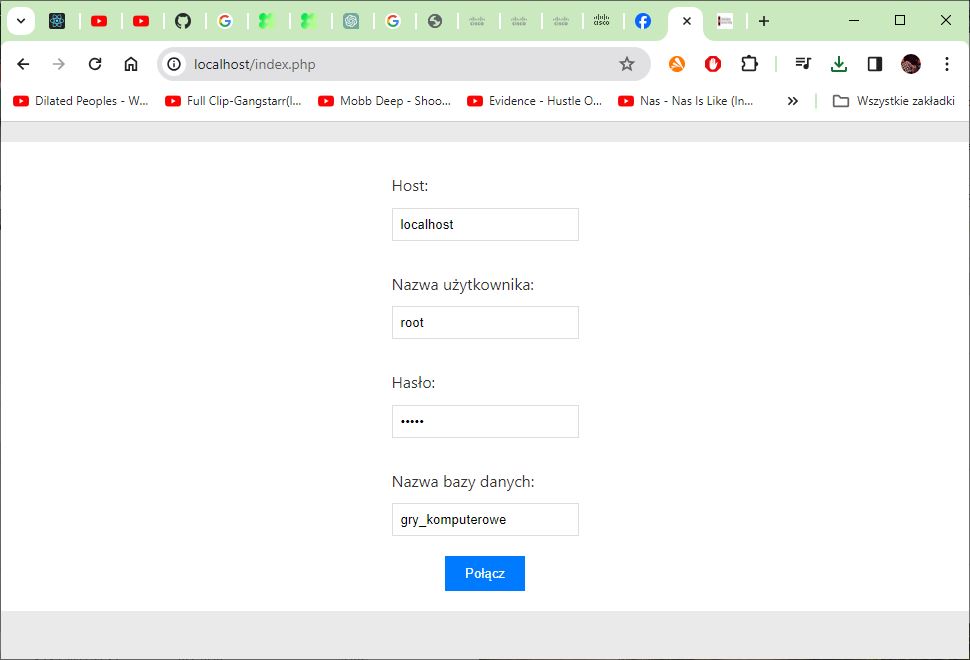 localhost/index.php
Dilated Peoples - W...
Full Clip-Gangstarr(I...
Mobb Deep - Shoo...
Evidence - Hustle O...
Nas - Nas Is Like (In...
Wszystkie zakładki
Host:
localhost
Nazwa użytkownika:
root
Hasło:
•••••
Nazwa bazy danych:
gry_komputerowe
Połącz